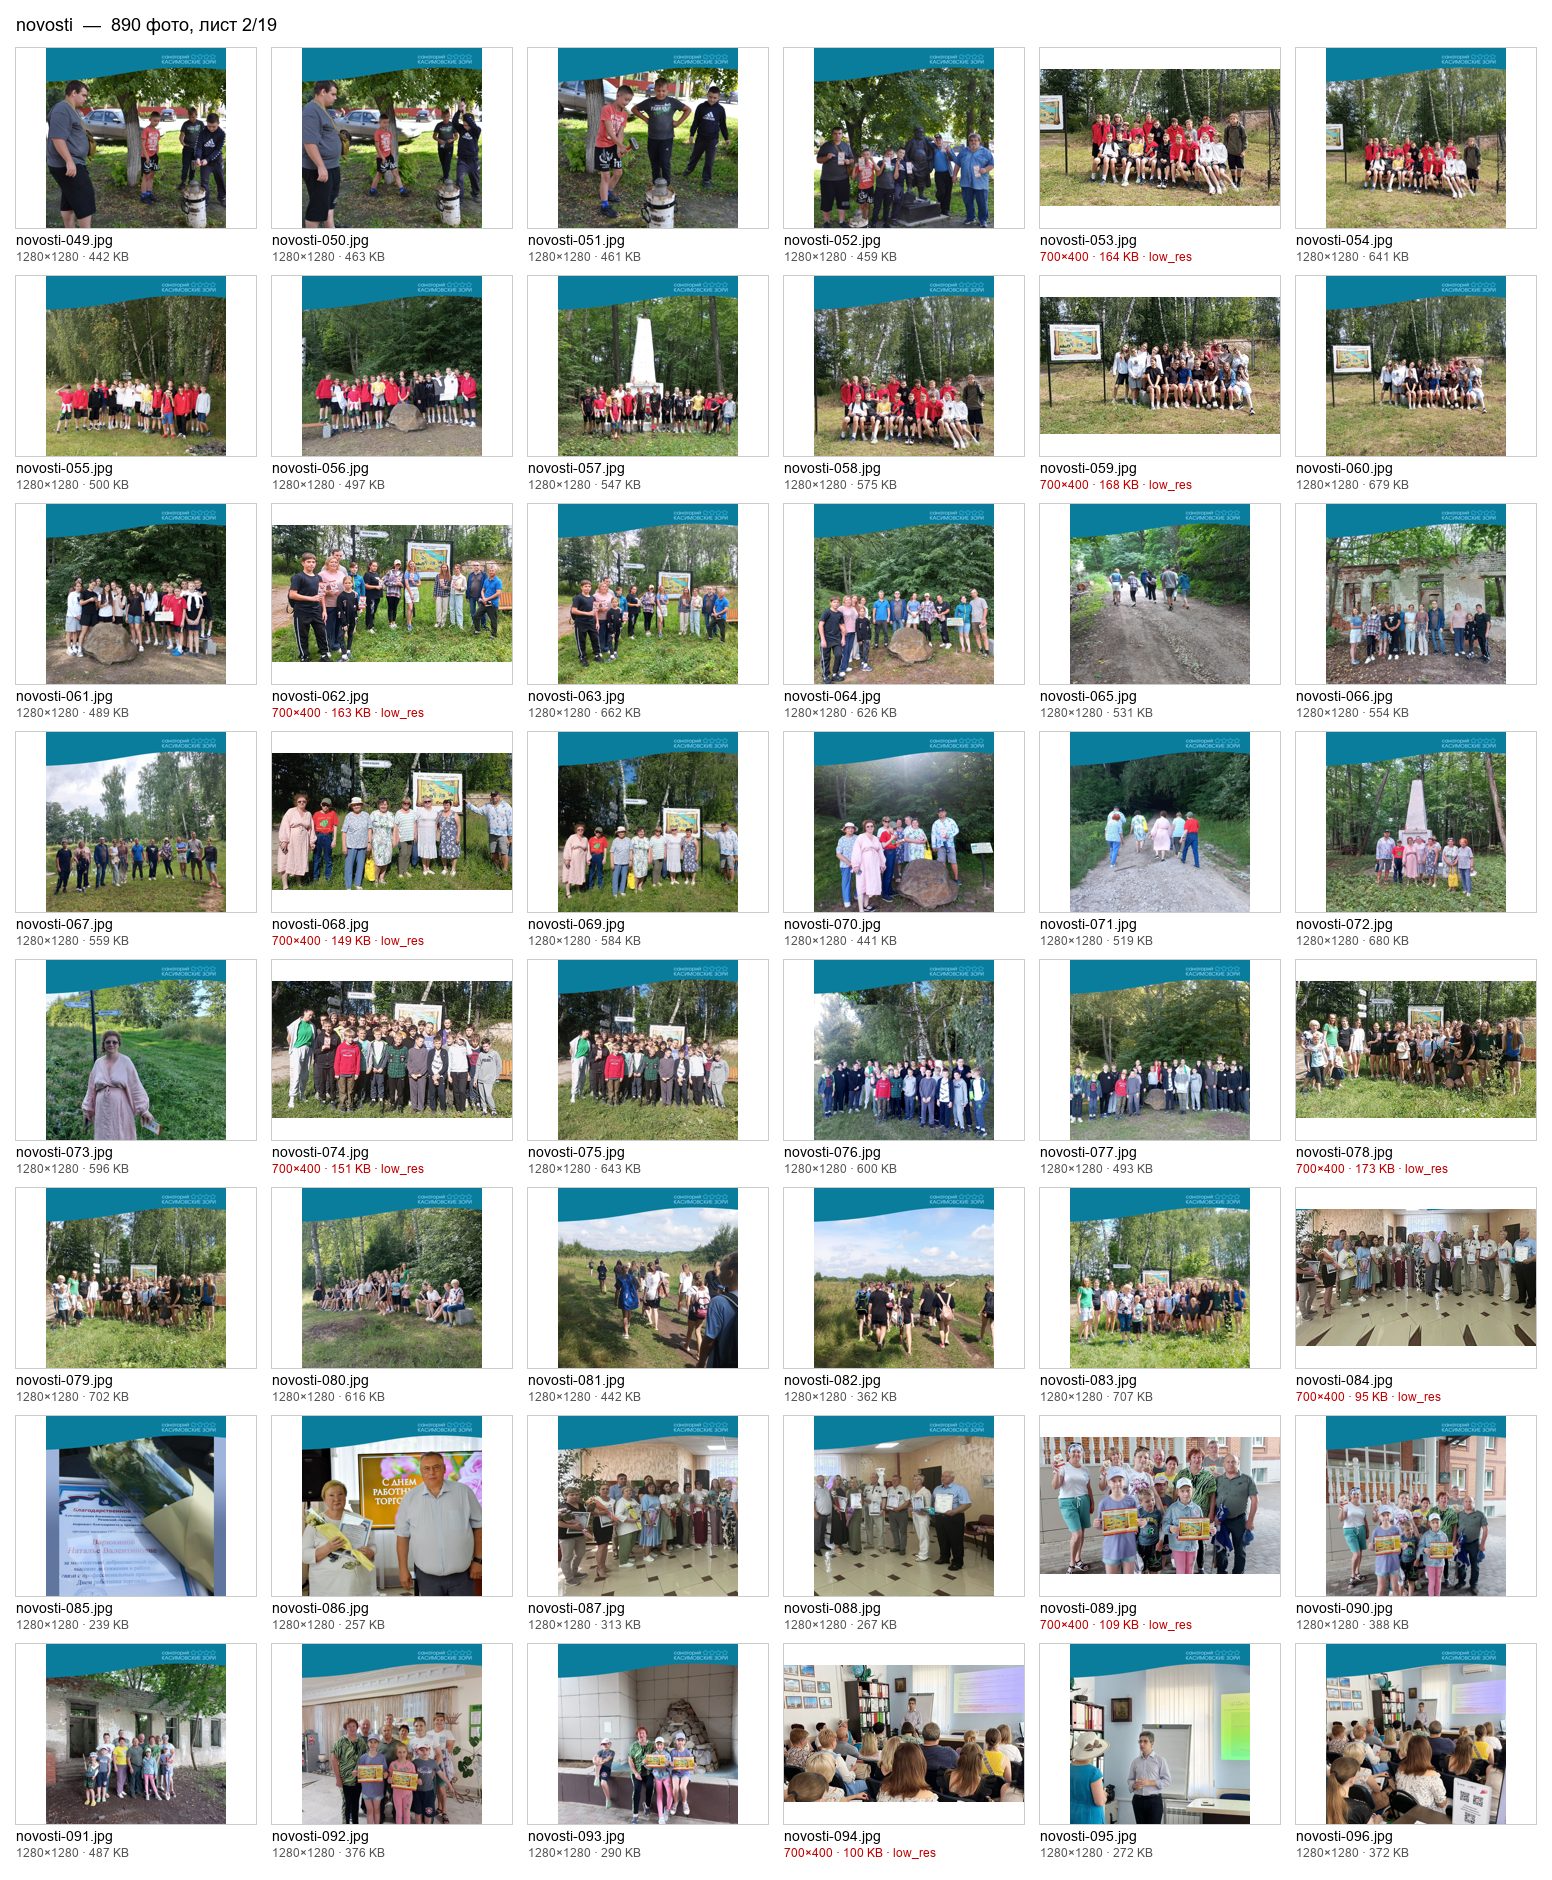 novosti — 890 фото, лист 2/19
санаторий
КАСИМОВСКИЕ ЗОРИ
novosti-049.jpg
1280×1280 · 442 KB
novosti-050.jpg
1280×1280 · 463 KB
novosti-051.jpg
1280×1280 · 461 KB
novosti-052.jpg
1280×1280 · 459 KB
novosti-053.jpg
700×400 · 164 KB · low_res
novosti-054.jpg
1280×1280 · 641 KB
novosti-055.jpg
1280×1280 · 500 KB
novosti-056.jpg
1280×1280 · 497 KB
novosti-057.jpg
1280×1280 · 547 KB
novosti-058.jpg
1280×1280 · 575 KB
novosti-059.jpg
700×400 · 168 KB · low_res
novosti-060.jpg
1280×1280 · 679 KB
novosti-061.jpg
1280×1280 · 489 KB
novosti-062.jpg
700×400 · 163 KB · low_res
novosti-063.jpg
1280×1280 · 662 KB
novosti-064.jpg
1280×1280 · 626 KB
novosti-065.jpg
1280×1280 · 531 KB
novosti-066.jpg
1280×1280 · 554 KB
novosti-067.jpg
1280×1280 · 559 KB
novosti-068.jpg
700×400 · 149 KB · low_res
novosti-069.jpg
1280×1280 · 584 KB
novosti-070.jpg
1280×1280 · 441 KB
novosti-071.jpg
1280×1280 · 519 KB
novosti-072.jpg
1280×1280 · 680 KB
novosti-073.jpg
1280×1280 · 596 KB
novosti-074.jpg
700×400 · 151 KB · low_res
novosti-075.jpg
1280×1280 · 643 KB
novosti-076.jpg
1280×1280 · 600 KB
novosti-077.jpg
1280×1280 · 493 KB
novosti-078.jpg
700×400 · 173 KB · low_res
novosti-079.jpg
1280×1280 · 702 KB
novosti-080.jpg
1280×1280 · 616 KB
novosti-081.jpg
1280×1280 · 442 KB
novosti-082.jpg
1280×1280 · 362 KB
novosti-083.jpg
1280×1280 · 707 KB
novosti-084.jpg
700×400 · 95 KB · low_res
Благодарственное
С ДНЕМ
novosti-085.jpg
1280×1280 · 239 KB
novosti-086.jpg
1280×1280 · 257 KB
novosti-087.jpg
1280×1280 · 313 KB
novosti-088.jpg
1280×1280 · 267 KB
novosti-089.jpg
700×400 · 109 KB · low_res
novosti-090.jpg
1280×1280 · 388 KB
novosti-091.jpg
1280×1280 · 487 KB
novosti-092.jpg
1280×1280 · 376 KB
novosti-093.jpg
1280×1280 · 290 KB
novosti-094.jpg
700×400 · 100 KB · low_res
novosti-095.jpg
1280×1280 · 272 KB
novosti-096.jpg
1280×1280 · 372 KB